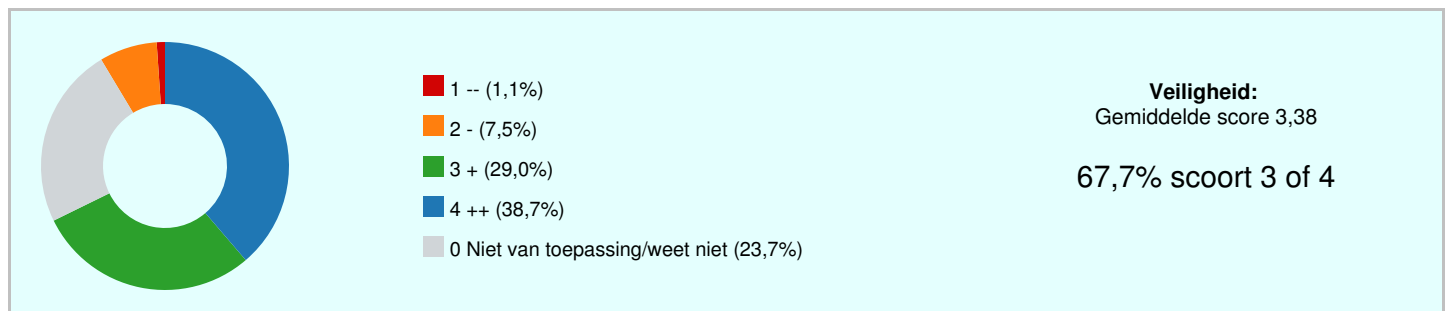 1 -- (1,1%)
2 - (7,5%)
3 + (29,0%)
4 ++ (38,7%)
0 Niet van toepassing/weet niet (23,7%)
Veiligheid:
Gemiddelde score 3,38
67,7% scoort 3 of 4